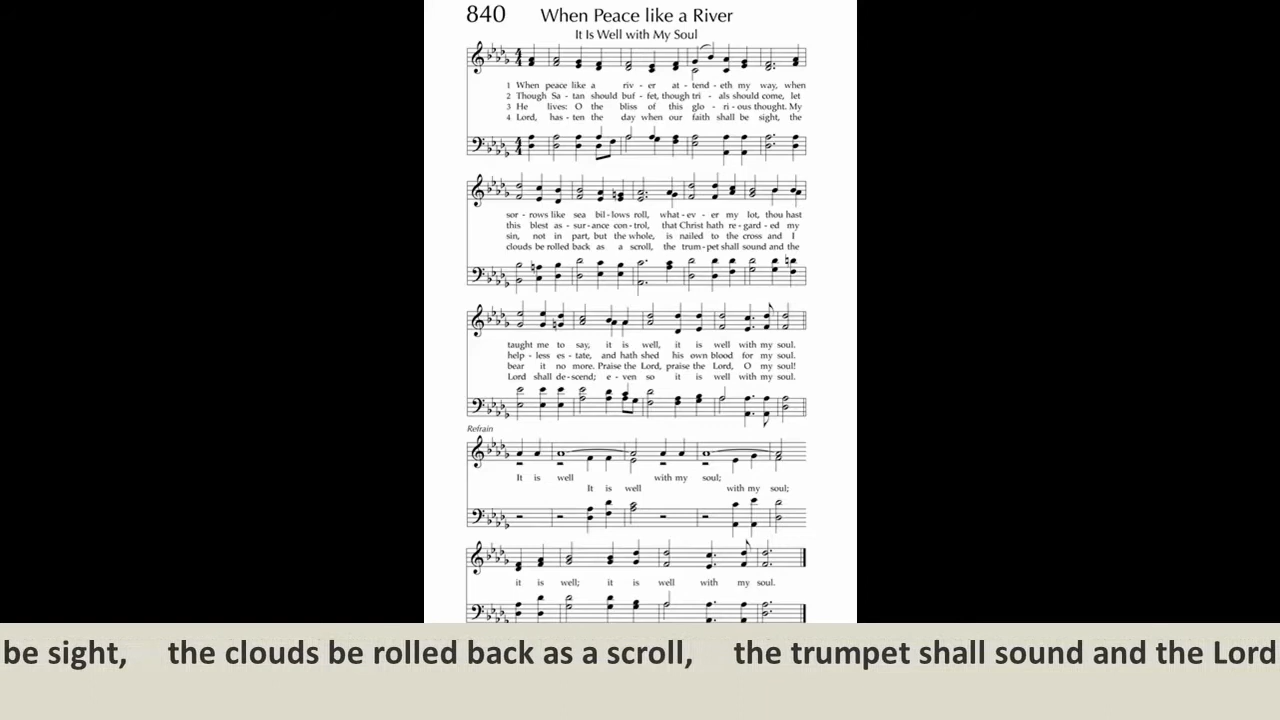 840 When Peace like a River
It Is Well with My Soul
1 When peace like a riv - er at - tend - eth my way, when
2 Though Sa - tan should buf - fet, though tri - als should come, let
3 He lives: O the bliss of this glo - ri - ous thought. My
4 Lord, has - ten the day when our faith shall be sight, the
sor - rows like sea bil - lows roll, what - ev - er my lot, thou hast
this blest as - sur - ance con - trol, that Christ hath re - gard - ed my
sin, not in part, but the whole, is nailed to the cross and I
clouds be rolled back as a scroll, the trum - pet shall sound and the
taught me to say, it is well, it is well with my soul.
help - less es - tate, and hath shed his own blood for my soul.
bear it no more. Praise the Lord, praise the Lord, O my soul!
Lord shall de - scend; e - ven so it is well with my soul.
Refrain
It is well with my soul;
It is well with my soul;
it is well; it is well with my soul.
be sight, the clouds be rolled back as a scroll, the trumpet shall sound and the Lord